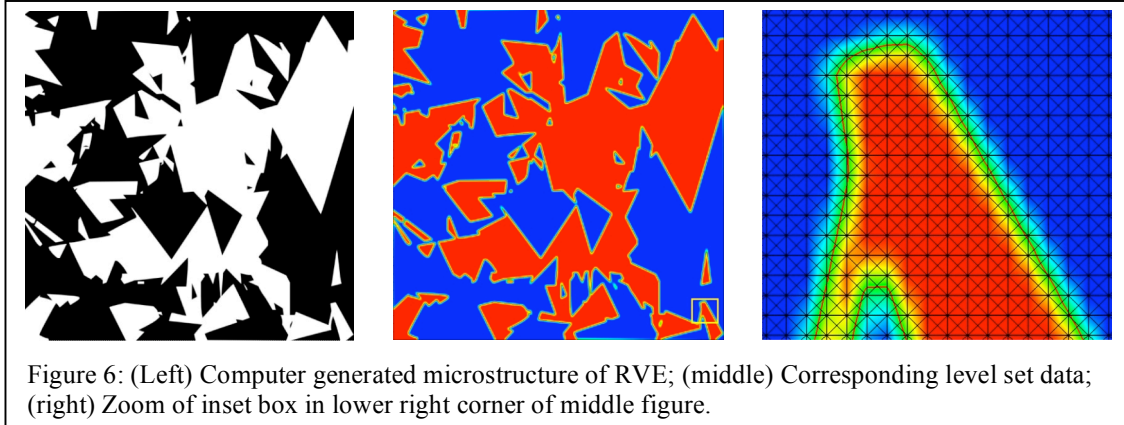 Figure 6: (Left) Computer generated microstructure of RVE; (middle) Corresponding level set data;
(right) Zoom of inset box in lower right corner of middle figure.